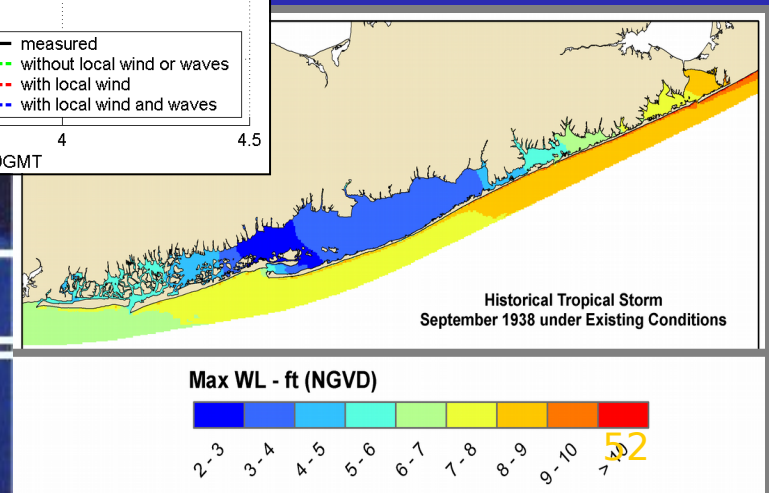 measured
without local wind or waves
with local wind
with local wind and waves
4
4.5
GMT
Historical Tropical Storm
September 1938 under Existing Conditions
Max WL - ft (NGVD)
2 - 3
3 - 4
4 - 5
5 - 6
6 - 7
7 - 8
8 - 9
9 - 10
> 10
52